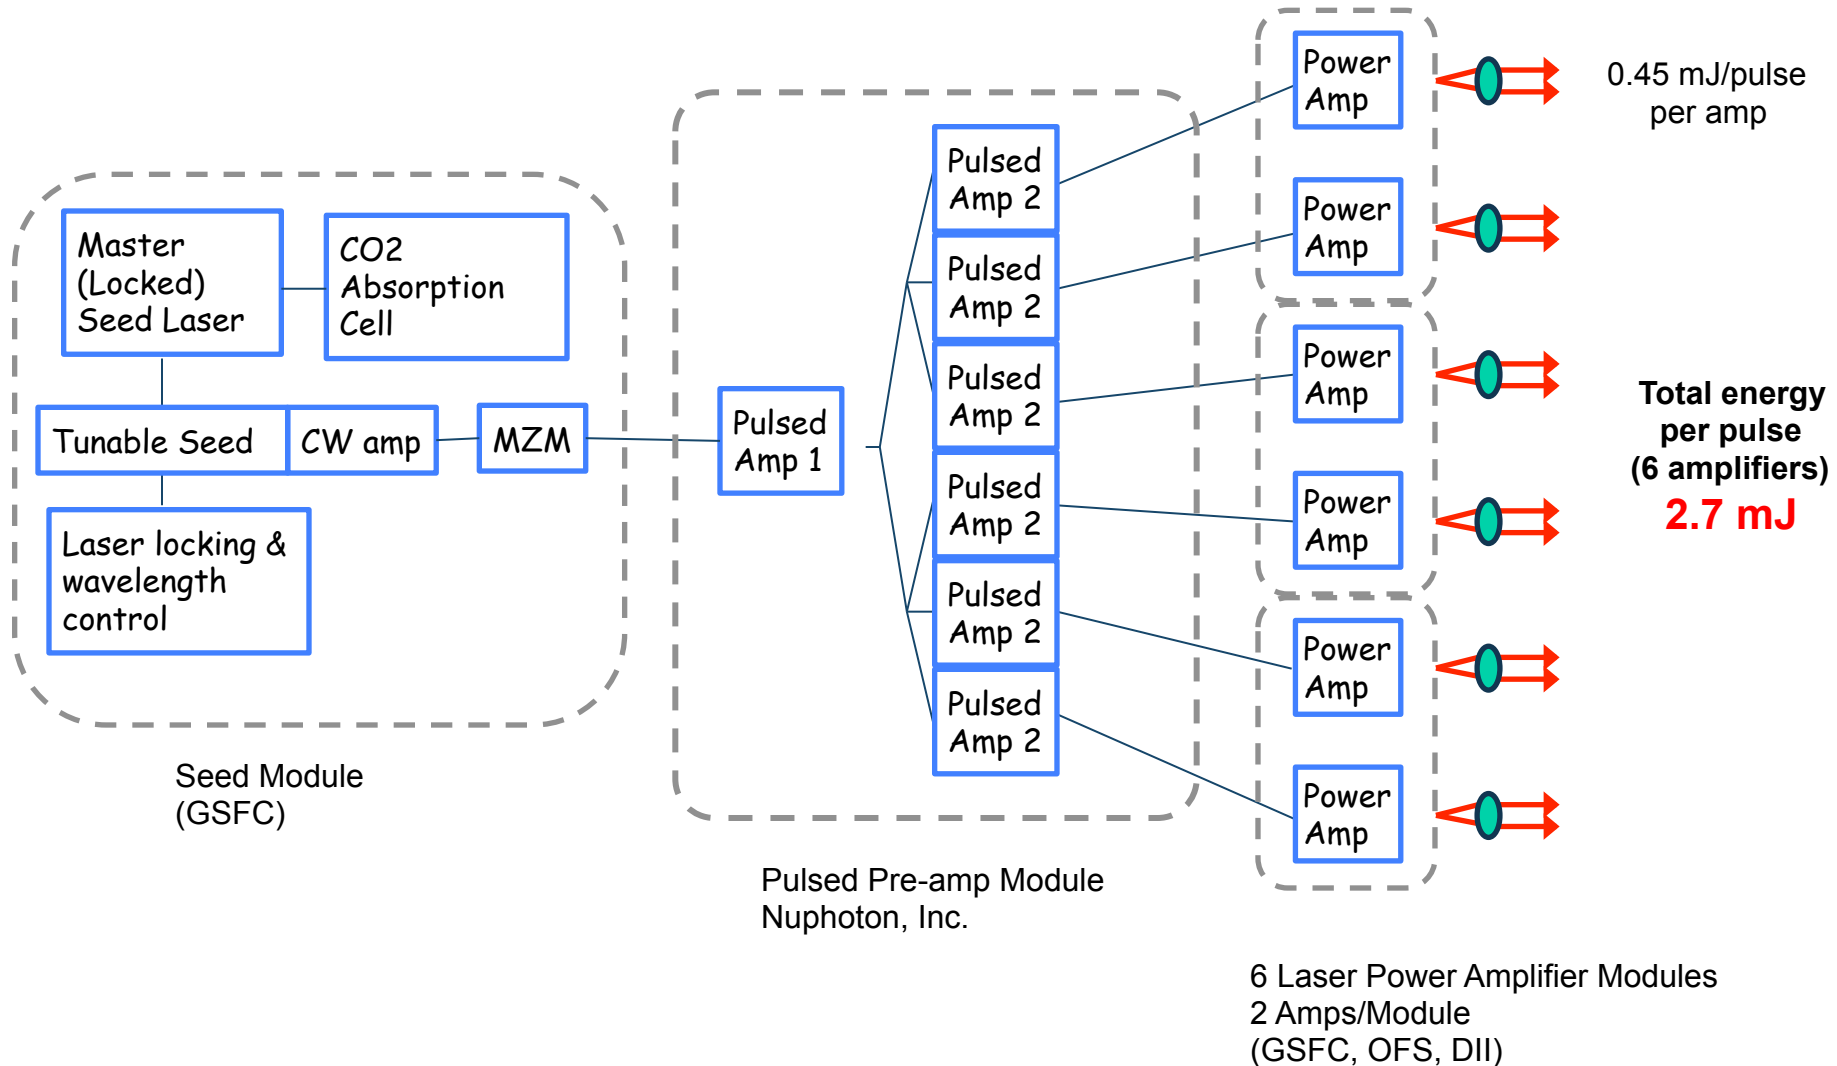 Master
(Locked)
Seed Laser
CO2
Absorption
Cell
Tunable Seed
CW amp
MZM
Laser locking &
wavelength
control
Seed Module
(GSFC)
Pulsed
Amp 1
Pulsed
Amp 2
Pulsed
Amp 2
Pulsed
Amp 2
Pulsed
Amp 2
Pulsed
Amp 2
Pulsed
Amp 2
Pulsed Pre-amp Module
Nuphoton, Inc.
Power
Amp
Power
Amp
Power
Amp
Power
Amp
Power
Amp
Power
Amp
0.45 mJ/pulse
per amp
Total energy
per pulse
(6 amplifiers)
2.7 mJ
6 Laser Power Amplifier Modules
2 Amps/Module
(GSFC, OFS, DII)